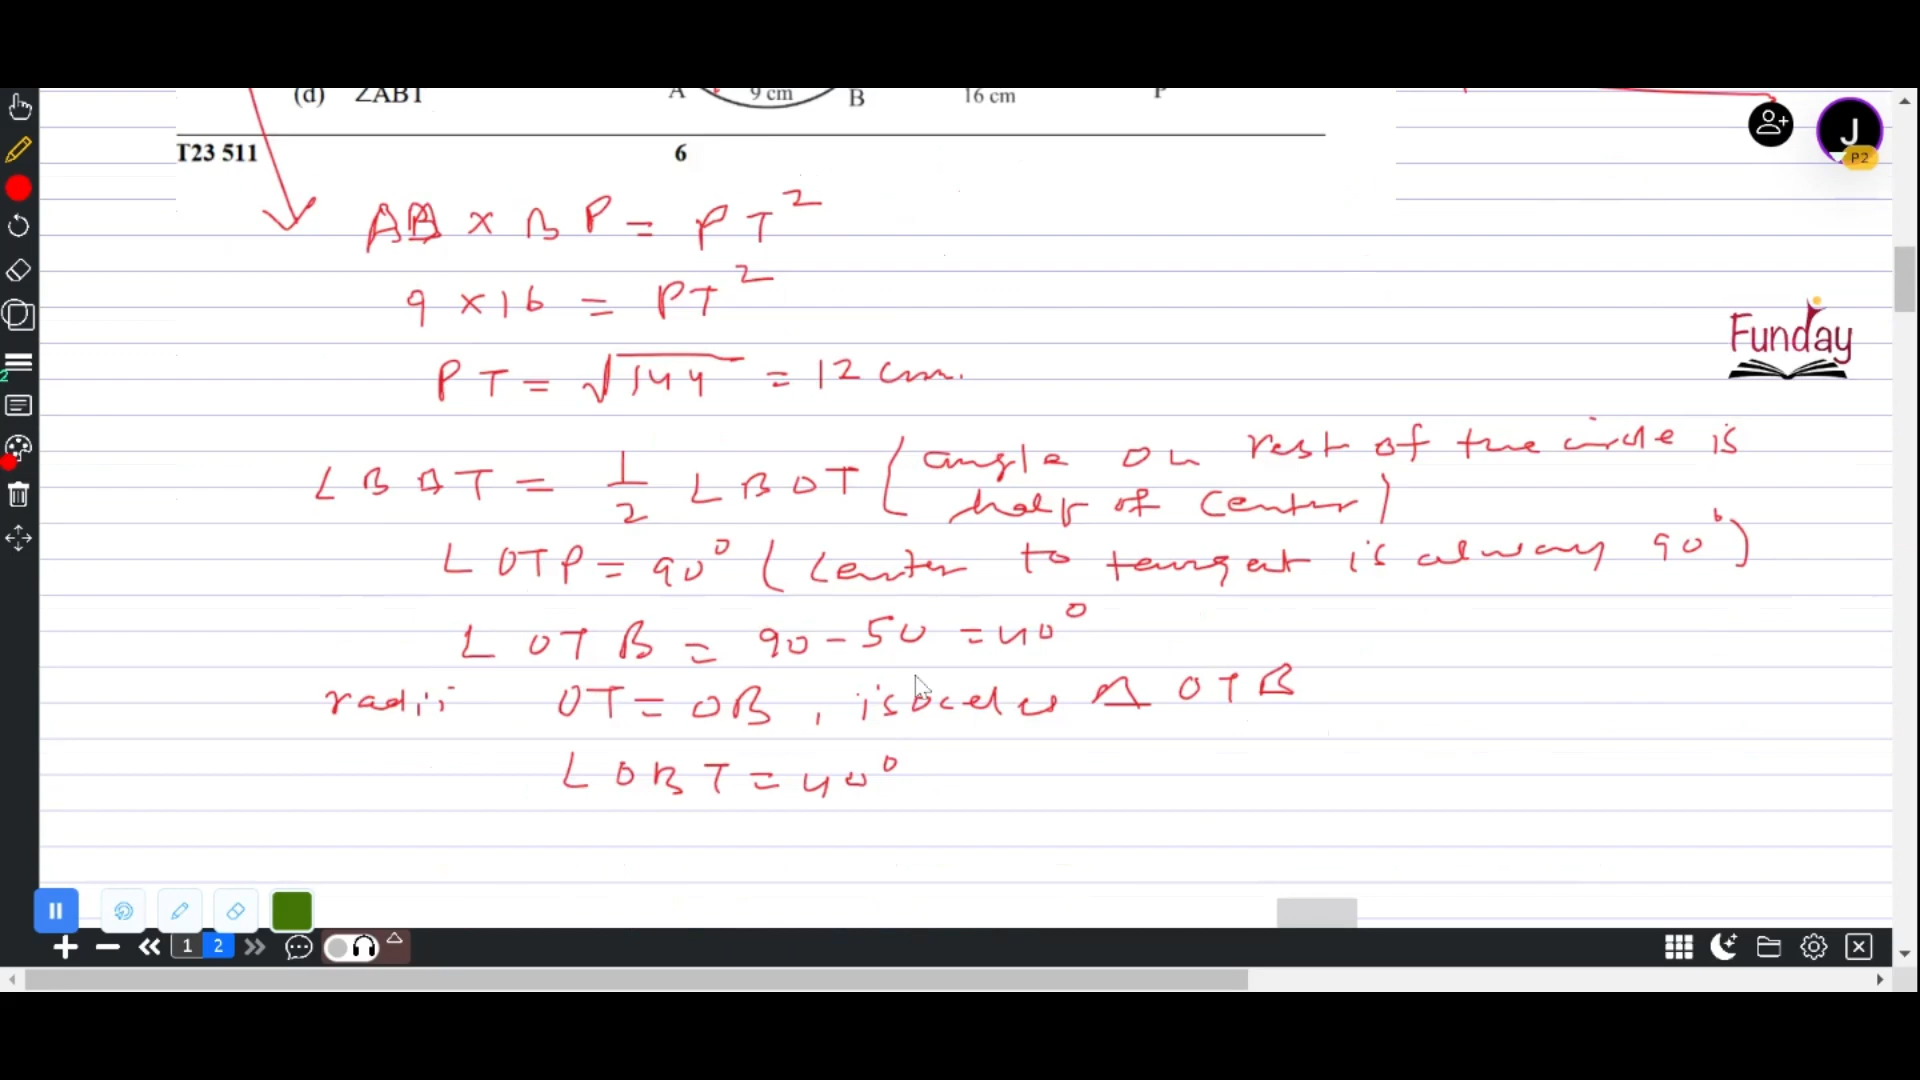 (d) ZABT A 9 cm B 16 cm P
T23 511 6
AB x BP = PT²
9 x 16 = PT²
PT = √144 = 12 cm.
∠BAT = 1/2 ∠BOT (angle on rest of the circle is
half of center)
∠OTP = 90° (center to tangent is always 90°)
∠OTB = 90 - 50 = 40°
radii OT = OB, isoceles Δ OTB
∠OBT = 40°
J
P2
Funday
2
1 2